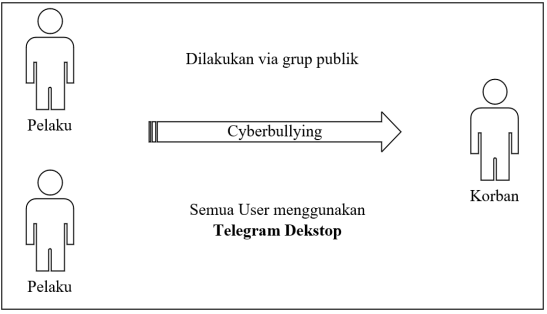 Dilakukan via grup publik
Pelaku
Cyberbullying
Korban
Semua User menggunakan
Telegram Dekstop
Pelaku